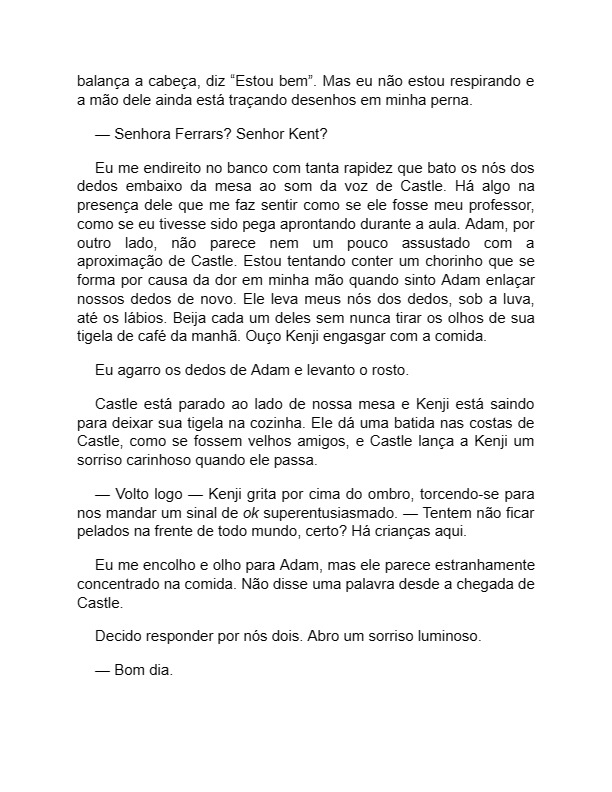 balança a cabeça, diz “Estou bem”. Mas eu não estou respirando e
a mão dele ainda está traçando desenhos em minha perna.
— Senhora Ferrars? Senhor Kent?
Eu me endireito no banco com tanta rapidez que bato os nós dos
dedos embaixo da mesa ao som da voz de Castle. Há algo na
presença dele que me faz sentir como se ele fosse meu professor,
como se eu tivesse sido pega aprontando durante a aula. Adam, por
outro lado, não parece nem um pouco assustado com a
aproximação de Castle. Estou tentando conter um chorinho que se
forma por causa da dor em minha mão quando sinto Adam enlaçar
nossos dedos de novo. Ele leva meus nós dos dedos, sob a luva,
até os lábios. Beija cada um deles sem nunca tirar os olhos de sua
tigela de café da manhã. Ouço Kenji engasgar com a comida.
Eu agarro os dedos de Adam e levanto o rosto.
Castle está parado ao lado de nossa mesa e Kenji está saindo
para deixar sua tigela na cozinha. Ele dá uma batida nas costas de
Castle, como se fossem velhos amigos, e Castle lança a Kenji um
sorriso carinhoso quando ele passa.
— Volto logo — Kenji grita por cima do ombro, torcendo-se para
nos mandar um sinal de ok superentusiasmado. — Tentem não ficar
pelados na frente de todo mundo, certo? Há crianças aqui.
Eu me encolho e olho para Adam, mas ele parece estranhamente
concentrado na comida. Não disse uma palavra desde a chegada de
Castle.
Decido responder por nós dois. Abro um sorriso luminoso.
— Bom dia.